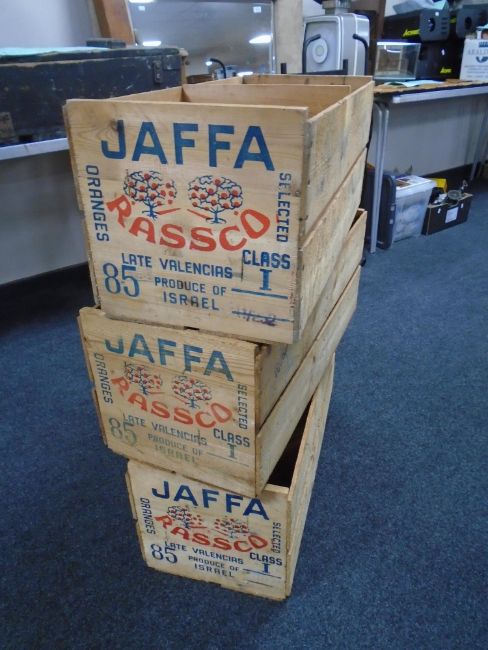 JAFFA
ORANGES
SELECTED
RASSCO
LATE VALENCIAS
CLASS
85
PRODUCE OF
I
ISRAEL
JAFFA
ORANGES
SELECTED
RASSCO
LATE VALENCIAS
CLASS
85
PRODUCE OF
I
ISRAEL
JAFFA
ORANGES
SELECTED
RASSCO
LATE VALENCIAS
CLASS
85
PRODUCE OF
I
ISRAEL